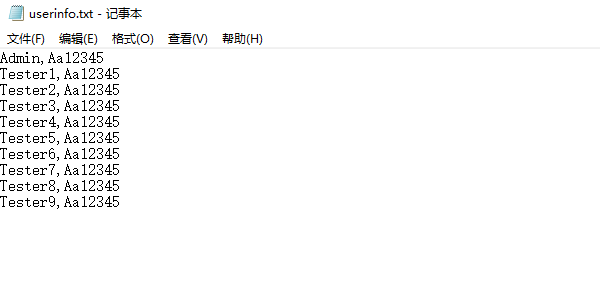 userinfo.txt - 记事本
文件(F) 编辑(E) 格式(O) 查看(V) 帮助(H)
Admin,Aa12345
Tester1,Aa12345
Tester2,Aa12345
Tester3,Aa12345
Tester4,Aa12345
Tester5,Aa12345
Tester6,Aa12345
Tester7,Aa12345
Tester8,Aa12345
Tester9,Aa12345